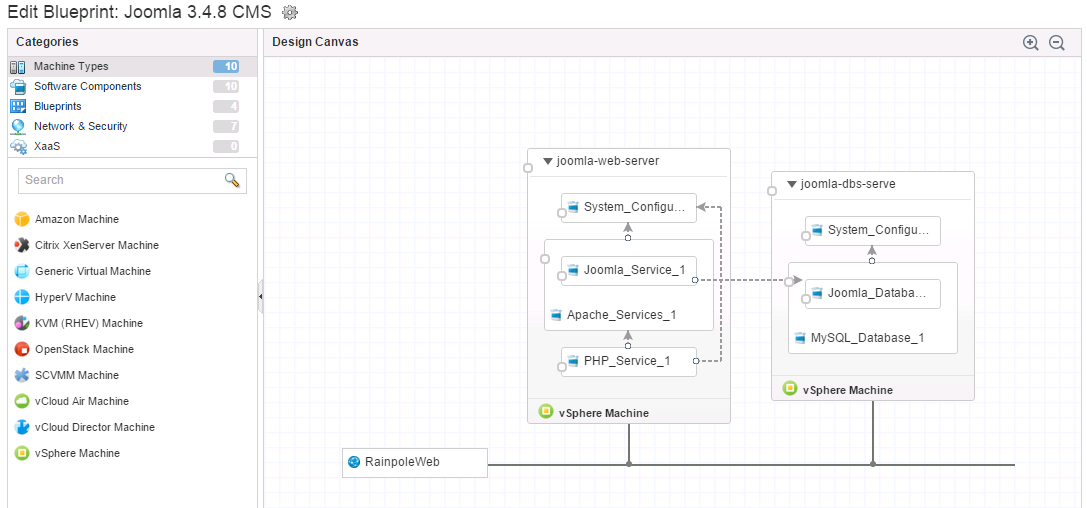 Edit Blueprint: Joomla 3.4.8 CMS
Categories
Machine Types 10
Software Components 10
Blueprints 4
Network & Security 7
XaaS 0
Search
Amazon Machine
Citrix XenServer Machine
Generic Virtual Machine
HyperV Machine
KVM (RHEV) Machine
OpenStack Machine
SCVMM Machine
vCloud Air Machine
vCloud Director Machine
vSphere Machine
Design Canvas
joomla-web-server
System_Configu...
Joomla_Service_1
Apache_Services_1
PHP_Service_1
vSphere Machine
joomla-dbs-serve
System_Configu...
Joomla_Databa...
MySQL_Database_1
vSphere Machine
RainpoleWeb